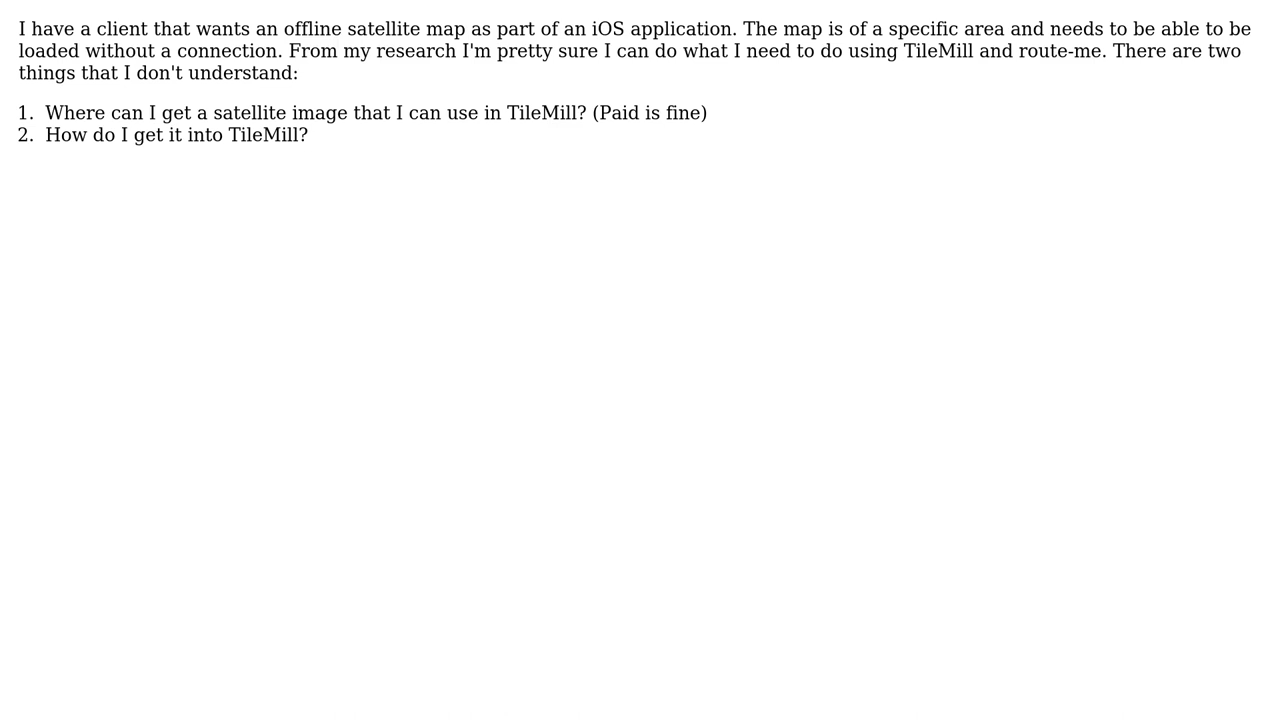 I have a client that wants an offline satellite map as part of an iOS application. The map is of a specific area and needs to be able to be
loaded without a connection. From my research I'm pretty sure I can do what I need to do using TileMill and route-me. There are two
things that I don't understand:
1. Where can I get a satellite image that I can use in TileMill? (Paid is fine)
2. How do I get it into TileMill?